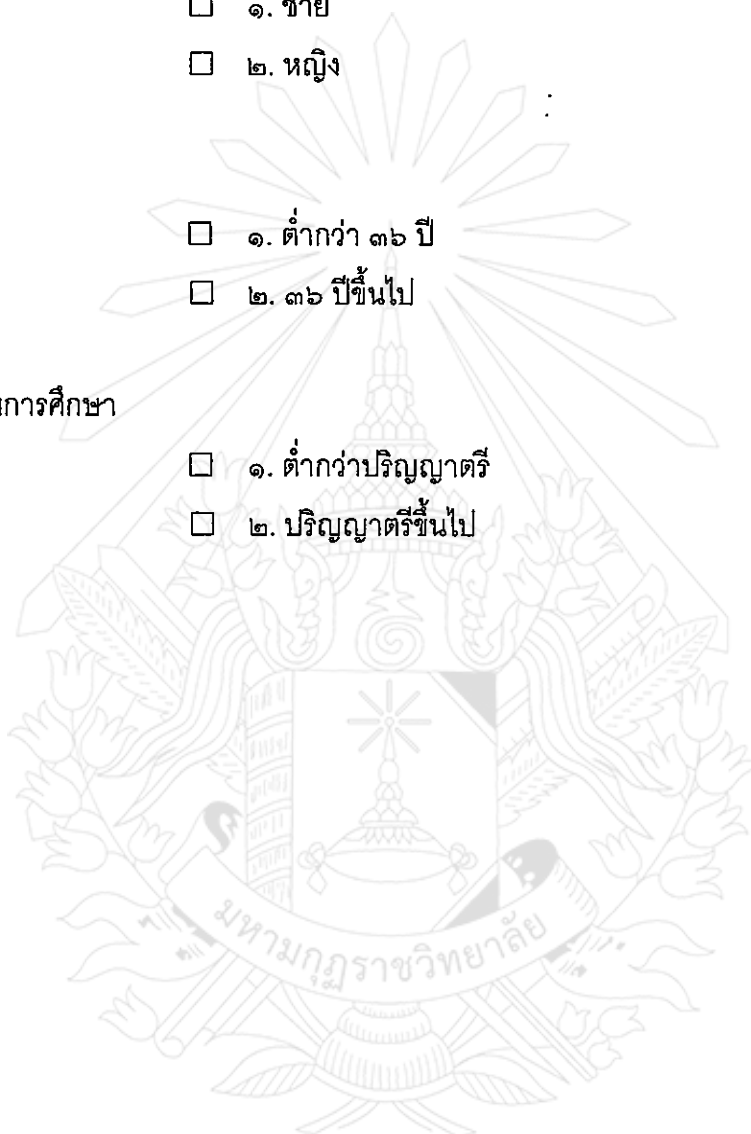 ☐ ๑. ชาย
☐ ๒. หญิง
☐ ๑. ต่ำกว่า ๓๖ ปี
☐ ๒. ๓๖ ปีขึ้นไป
การศึกษา
☐ ๑. ต่ำกว่าปริญญาตรี
☐ ๒. ปริญญาตรีขึ้นไป
มหามกุฏราชวิทยาลัย